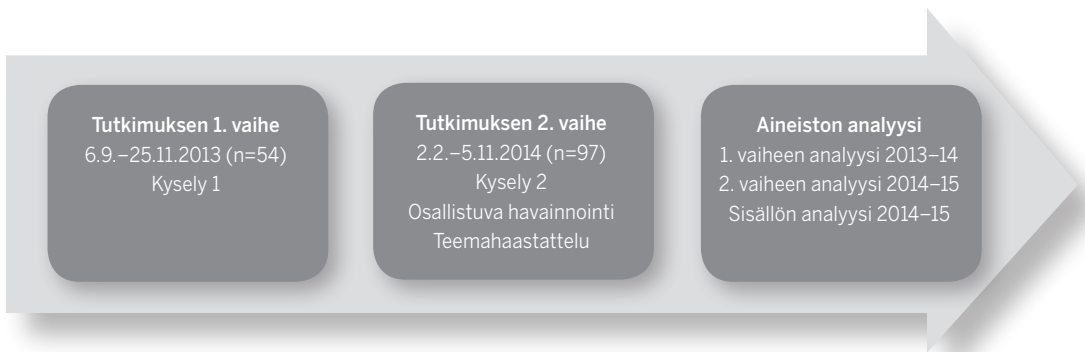 Tutkimuksen 1. vaihe
6.9.–25.11.2013 (n=54)
Kysely 1
Tutkimuksen 2. vaihe
2.2.–5.11.2014 (n=97)
Kysely 2
Osallistuva havainnointi
Teemahaastattelu
Aineiston analyysi
1. vaiheen analyysi 2013–14
2. vaiheen analyysi 2014–15
Sisällön analyysi 2014–15